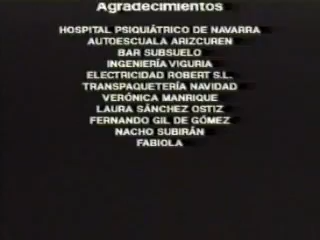 Agradecimientos
HOSPITAL PSIQUIÁTRICO DE NAVARRA
AUTOESCUALA ARIZCUREN
BAR SUBSUELO
INGENIERÍA VIGURIA
ELECTRICIDAD ROBERT S.L.
TRANSPAQUETERÍA NAVIDAD
VERÓNICA MANRIQUE
LAURA SÁNCHEZ OSTIZ
FERNANDO GIL DE GÓMEZ
NACHO SUBIRÁN
FABIOLA